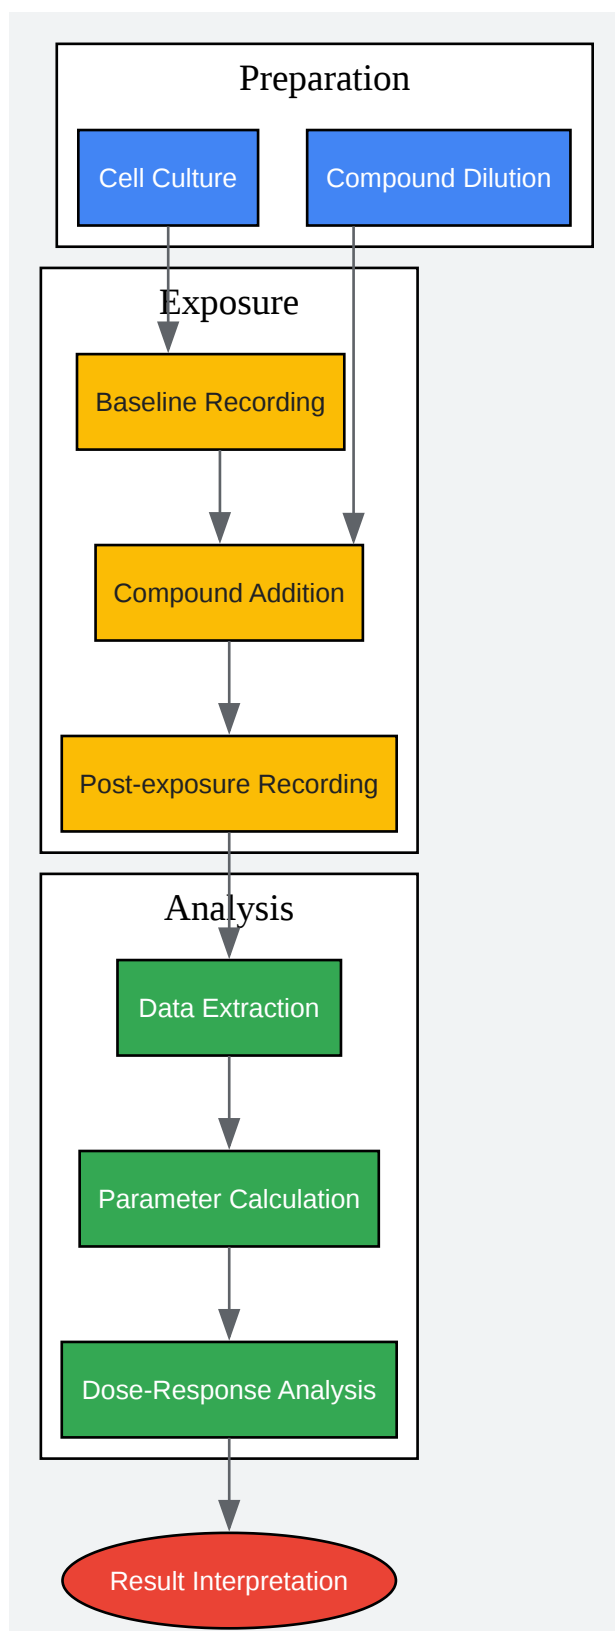 Preparation
Cell Culture
Compound Dilution
Exposure
Baseline Recording
Compound Addition
Post-exposure Recording
Analysis
Data Extraction
Parameter Calculation
Dose-Response Analysis
Result Interpretation